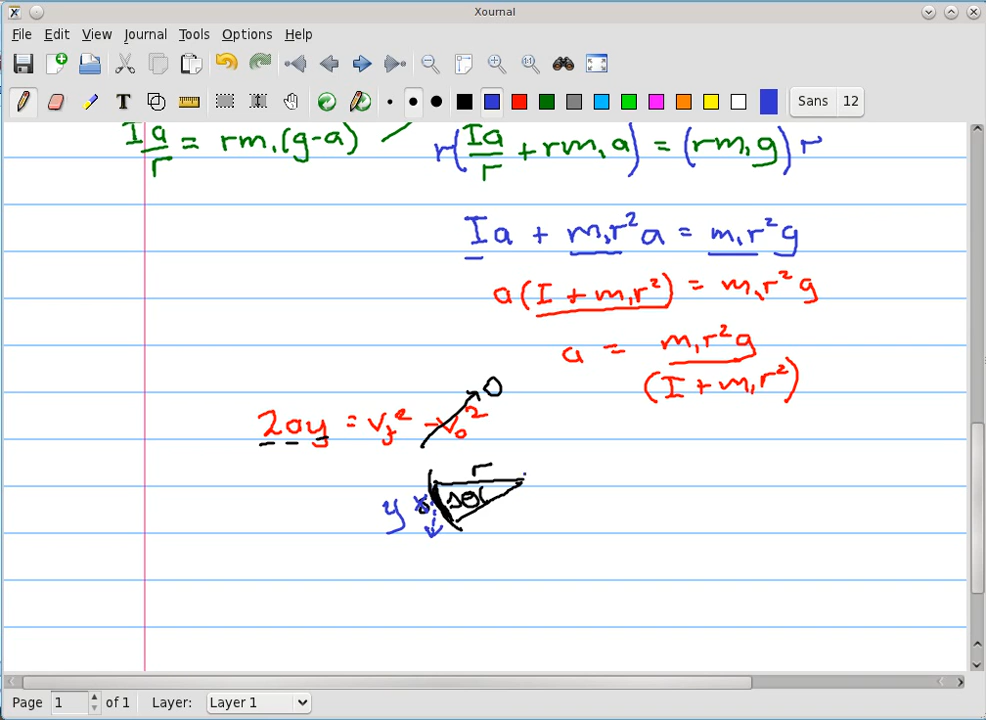 Xournal
File Edit View Journal Tools Options Help
Sans 12
Ia/r = rm₁(g-a)
r(Ia/r + rm₁a) = (rm₁g)r
Ia + m₁r²a = m₁r²g
a(I + m₁r²) = m₁r²g
a = m₁r²g/(I + m₁r²)
0
2ay = v_f² - v₀²
r
y
Page 1 of 1 Layer: Layer 1